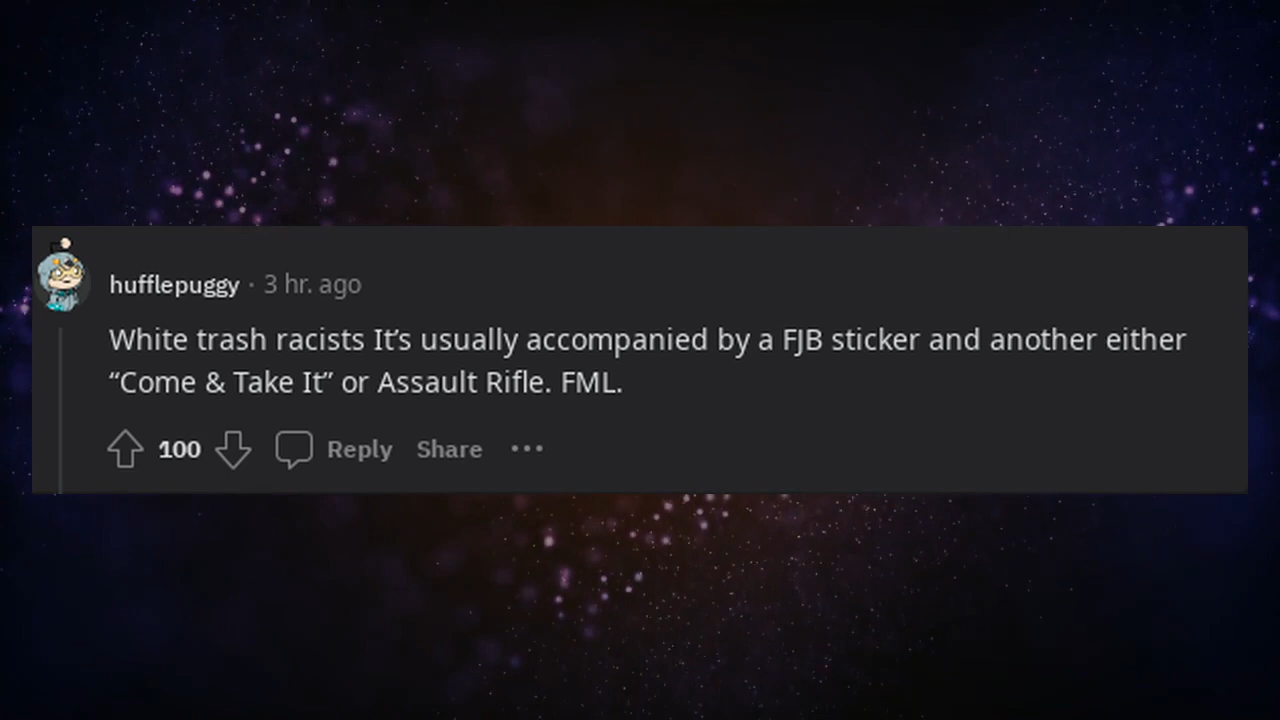 hufflepuggy · 3 hr. ago
White trash racists It’s usually accompanied by a FJB sticker and another either
“Come & Take It” or Assault Rifle. FML.
100 Reply Share •••